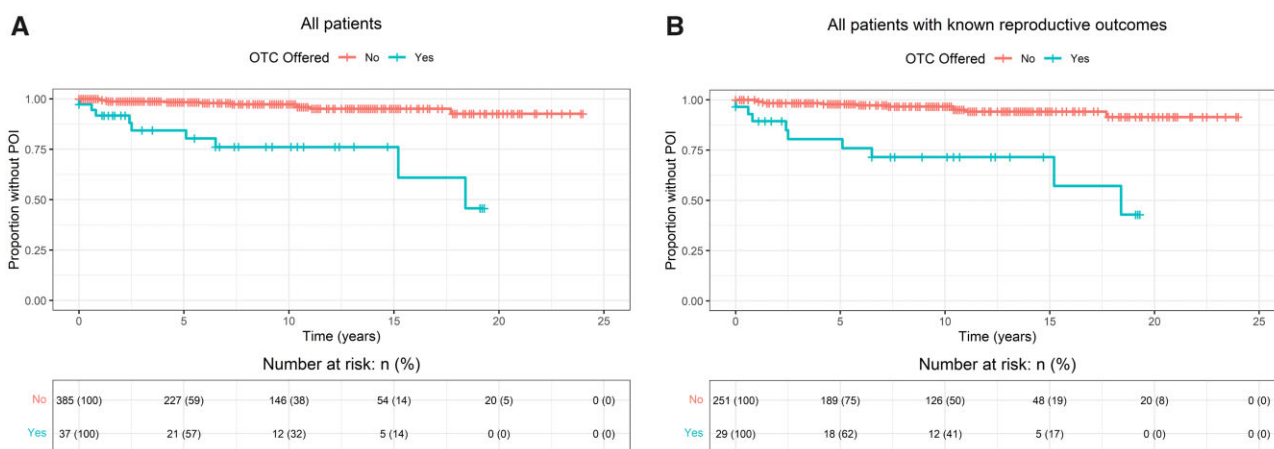 A
All patients
OTC Offered No Yes
1.00
0.75
0.50
0.25
0.00
Proportion without POI
0 5 10 15 20 25
Time (years)
Number at risk: n (%)
No 385 (100) 227 (59) 146 (38) 54 (14) 20 (5) 0 (0)
Yes 37 (100) 21 (57) 12 (32) 5 (14) 0 (0) 0 (0)
B
All patients with known reproductive outcomes
OTC Offered No Yes
1.00
0.75
0.50
0.25
0.00
Proportion without POI
0 5 10 15 20 25
Time (years)
Number at risk: n (%)
No 251 (100) 189 (75) 126 (50) 48 (19) 20 (8) 0 (0)
Yes 29 (100) 18 (62) 12 (41) 5 (17) 0 (0) 0 (0)